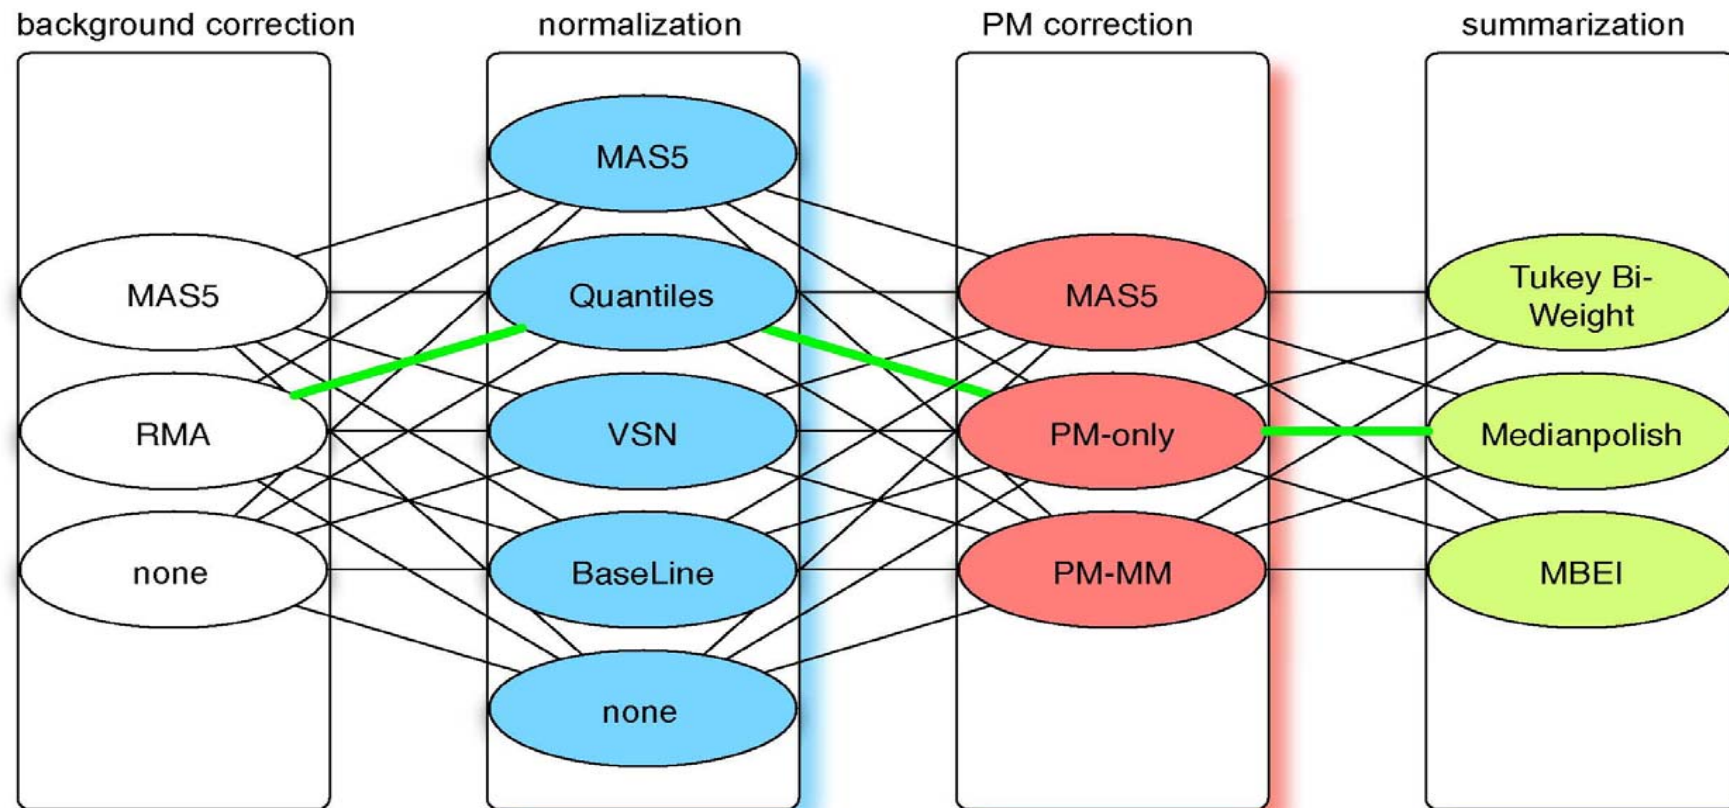 background correction
normalization
PM correction
summarization
MAS5
RMA
none
MAS5
Quantiles
VSN
BaseLine
none
MAS5
PM-only
PM-MM
Tukey Bi-
Weight
Medianpolish
MBEI